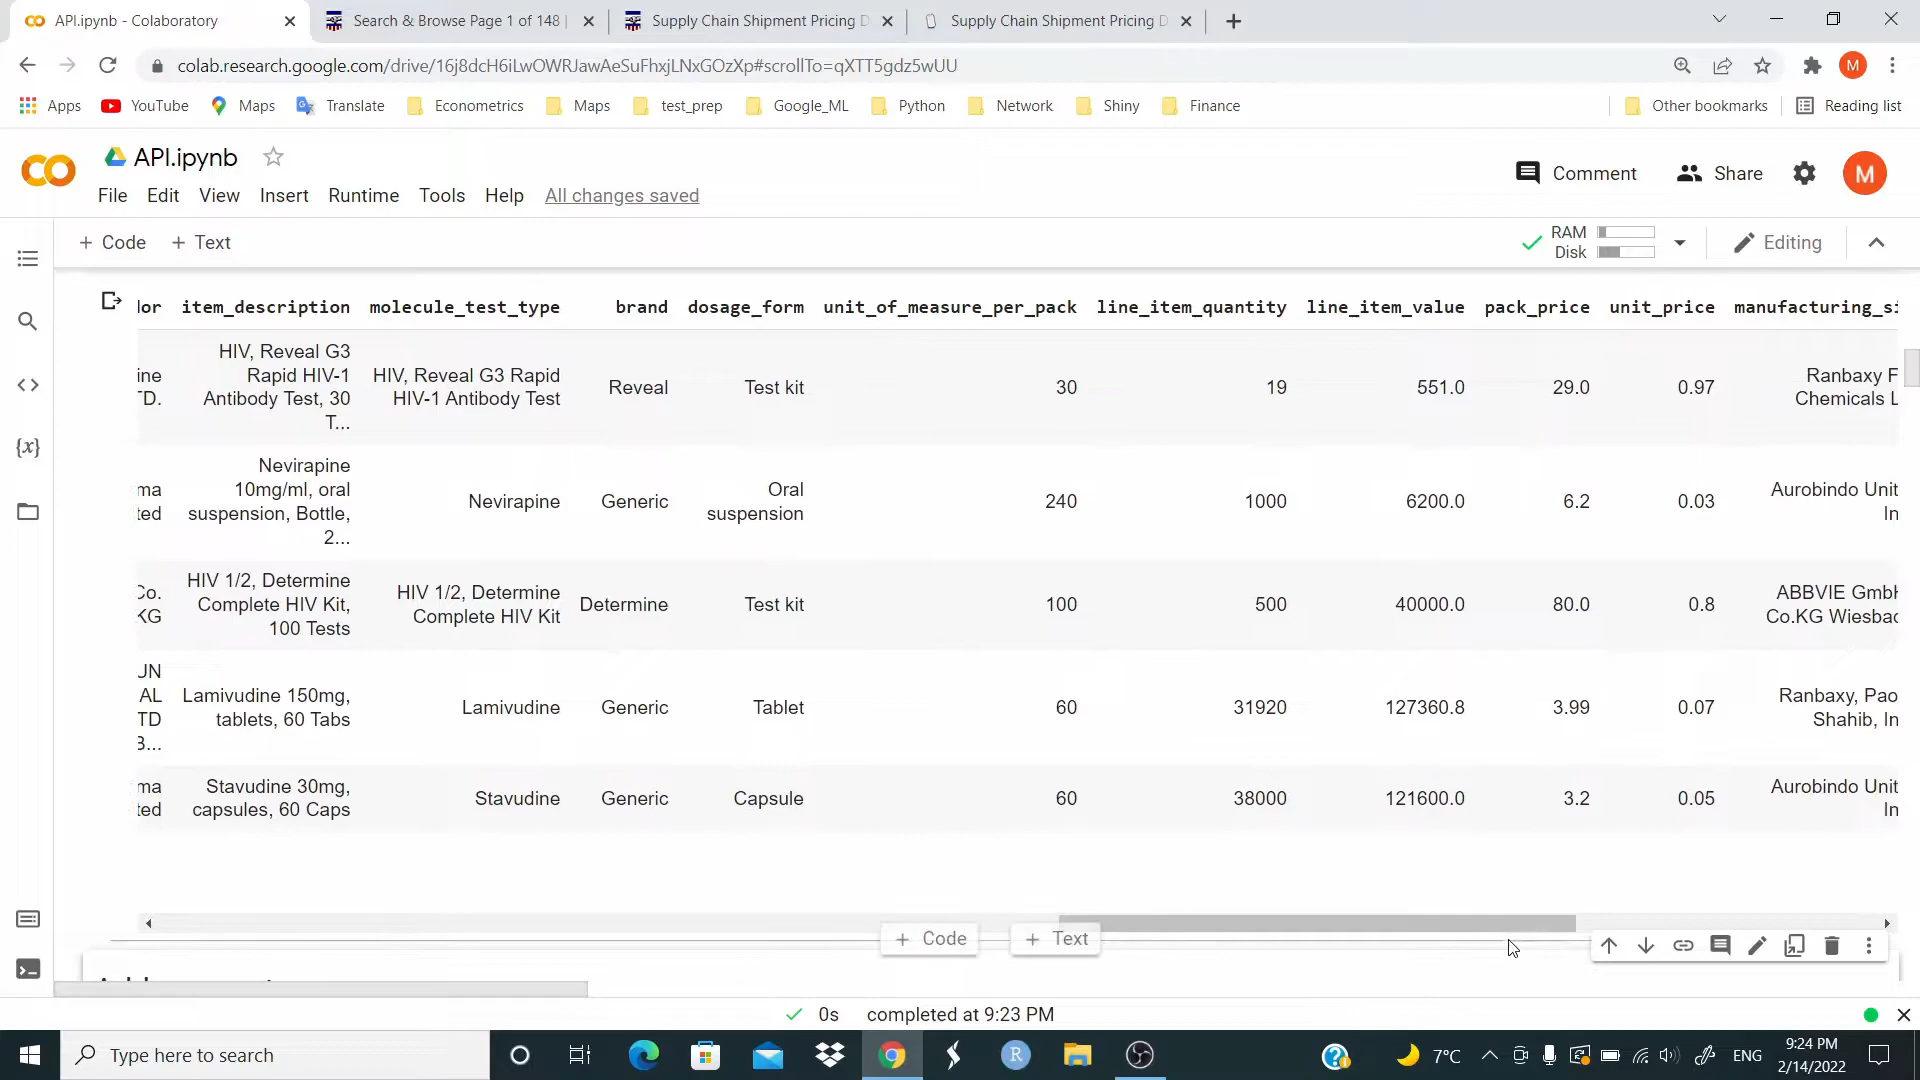 API.ipynb - Colaboratory
Search & Browse Page 1 of 148 |
Supply Chain Shipment Pricing D
Supply Chain Shipment Pricing D
colab.research.google.com/drive/16j8dcH6iLwOWRJawAeSuFhxjLNxGOzXp#scrollTo=qXTT5gdz5wUU
M
Apps YouTube Maps Translate Econometrics Maps test_prep Google_ML Python Network Shiny Finance Other bookmarks Reading list
API.ipynb
Comment Share M
File Edit View Insert Runtime Tools Help All changes saved
+ Code + Text
RAM
Disk
Editing
lor item_description molecule_test_type brand dosage_form unit_of_measure_per_pack line_item_quantity line_item_value pack_price unit_price manufacturing_si
ine
TD.
HIV, Reveal G3
Rapid HIV-1
Antibody Test, 30
T...
HIV, Reveal G3 Rapid
HIV-1 Antibody Test
Reveal
Test kit
30
19
551.0
29.0
0.97
Ranbaxy F
Chemicals L
ma
ted
Nevirapine
10mg/ml, oral
suspension, Bottle,
2...
Nevirapine
Generic
Oral
suspension
240
1000
6200.0
6.2
0.03
Aurobindo Unit
In
Co.
KG
HIV 1/2, Determine
Complete HIV Kit,
100 Tests
HIV 1/2, Determine
Complete HIV Kit
Determine
Test kit
100
500
40000.0
80.0
0.8
ABBVIE GmbH
Co.KG Wiesbac
JN
AL
TD
B...
Lamivudine 150mg,
tablets, 60 Tabs
Lamivudine
Generic
Tablet
60
31920
127360.8
3.99
0.07
Ranbaxy, Pao
Shahib, In
ma
ted
Stavudine 30mg,
capsules, 60 Caps
Stavudine
Generic
Capsule
60
38000
121600.0
3.2
0.05
Aurobindo Unit
In
+ Code + Text
0s completed at 9:23 PM
Type here to search
7°C
ENG
9:24 PM
2/14/2022